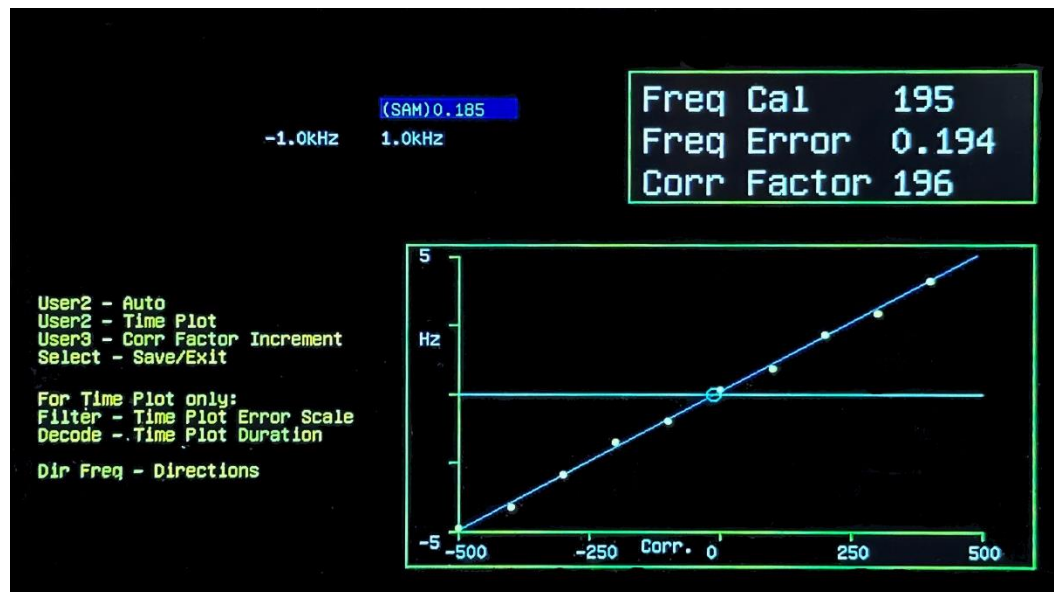 (SAM)0.185
-1.0kHz 1.0kHz
Freq Cal 195
Freq Error 0.194
Corr Factor 196
User2 - Auto
User2 - Time Plot
User3 - Corr Factor Increment
Select - Save/Exit
For Time Plot only:
Filter - Time Plot Error Scale
Decode - Time Plot Duration
Dir Freq - Directions
5
Hz
-5
-500 -250 Corr. 0 250 500